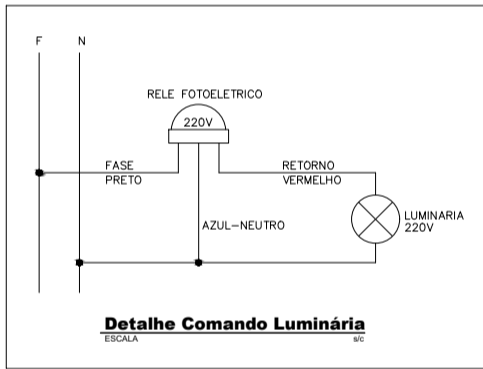 F
N
RELE FOTOELETRICO
220V
FASE
PRETO
RETORNO
VERMELHO
AZUL-NEUTRO
LUMINARIA
220V
Detalhe Comando Luminária
ESCALA
s/c